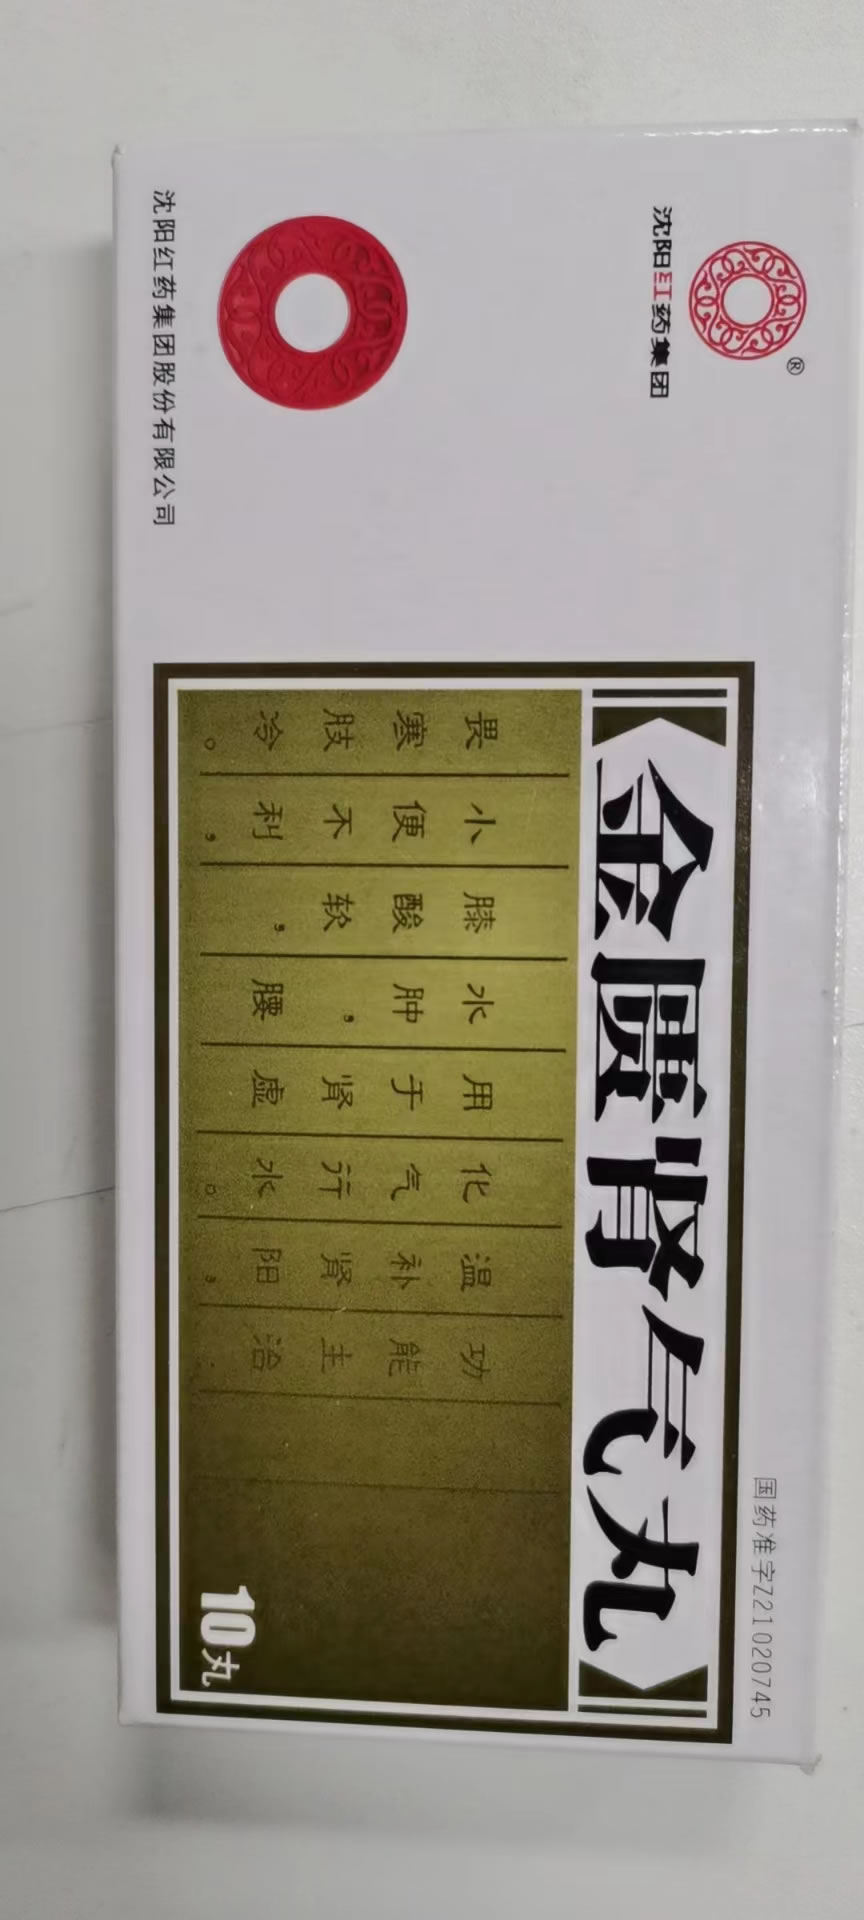 沈阳红药集团
®
国药准字Z21020745
金匮肾气丸
功能主治:
温补肾阳,
化气行水。
用于肾虚
水肿,腰
膝酸软,
小便不利,
畏寒肢冷。
10丸
沈阳红药集团股份有限公司